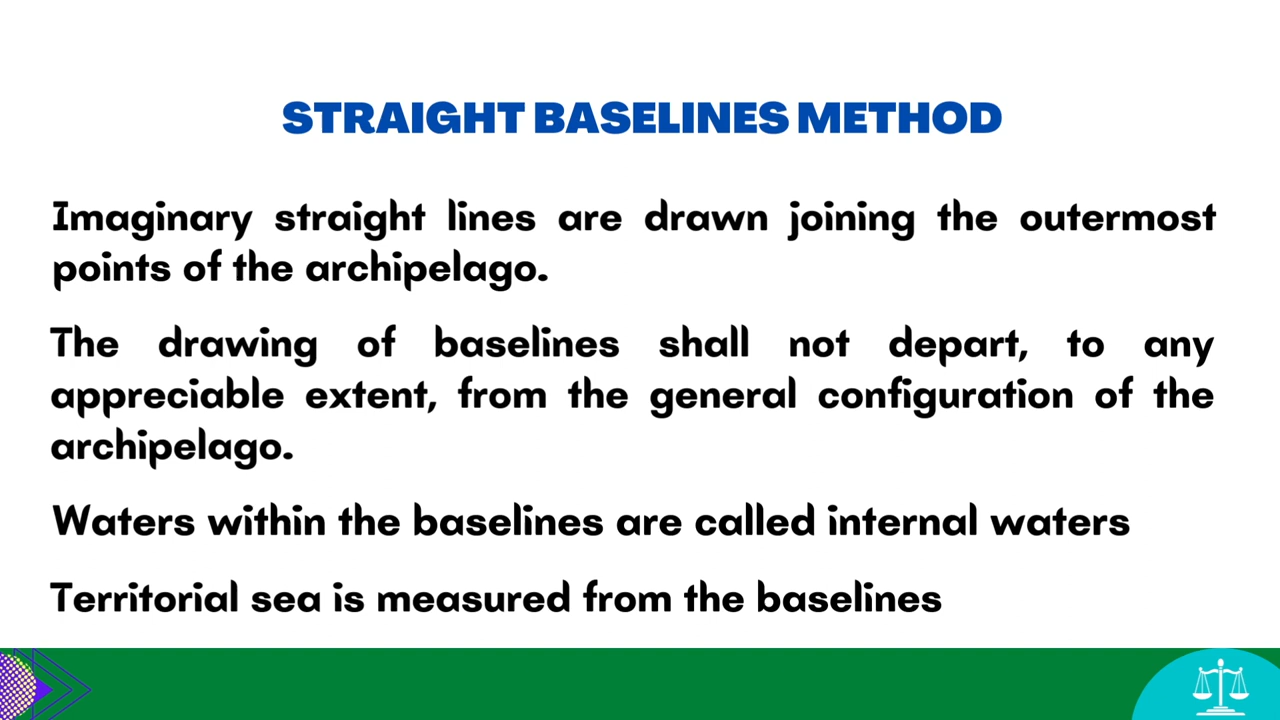 STRAIGHT BASELINES METHOD
Imaginary straight lines are drawn joining the outermost
points of the archipelago.
The drawing of baselines shall not depart, to any
appreciable extent, from the general configuration of the
archipelago.
Waters within the baselines are called internal waters
Territorial sea is measured from the baselines